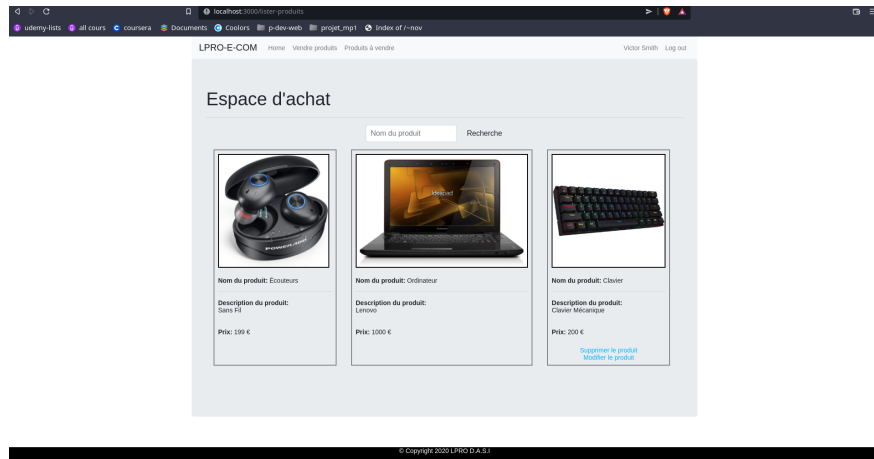 localhost:3000/lister-produits
udemy-lists all cours coursera Documents Coolors p-dev-web projet_mp1 Index of /~nov
LPRO-E-COM Home Vendre produits Produits à vendre Victor Smith Log out
Espace d'achat
Nom du produit Recherche
POWERADD
ideapad
Nom du produit: Écouteurs
Description du produit:
Sans Fil
Prix: 199 €
Nom du produit: Ordinateur
Description du produit:
Lenovo
Prix: 1000 €
Nom du produit: Clavier
Description du produit:
Clavier Mécanique
Prix: 200 €
Supprimer le produit
Modifier le produit
© Copyright 2020 LPRO D.A.S.I